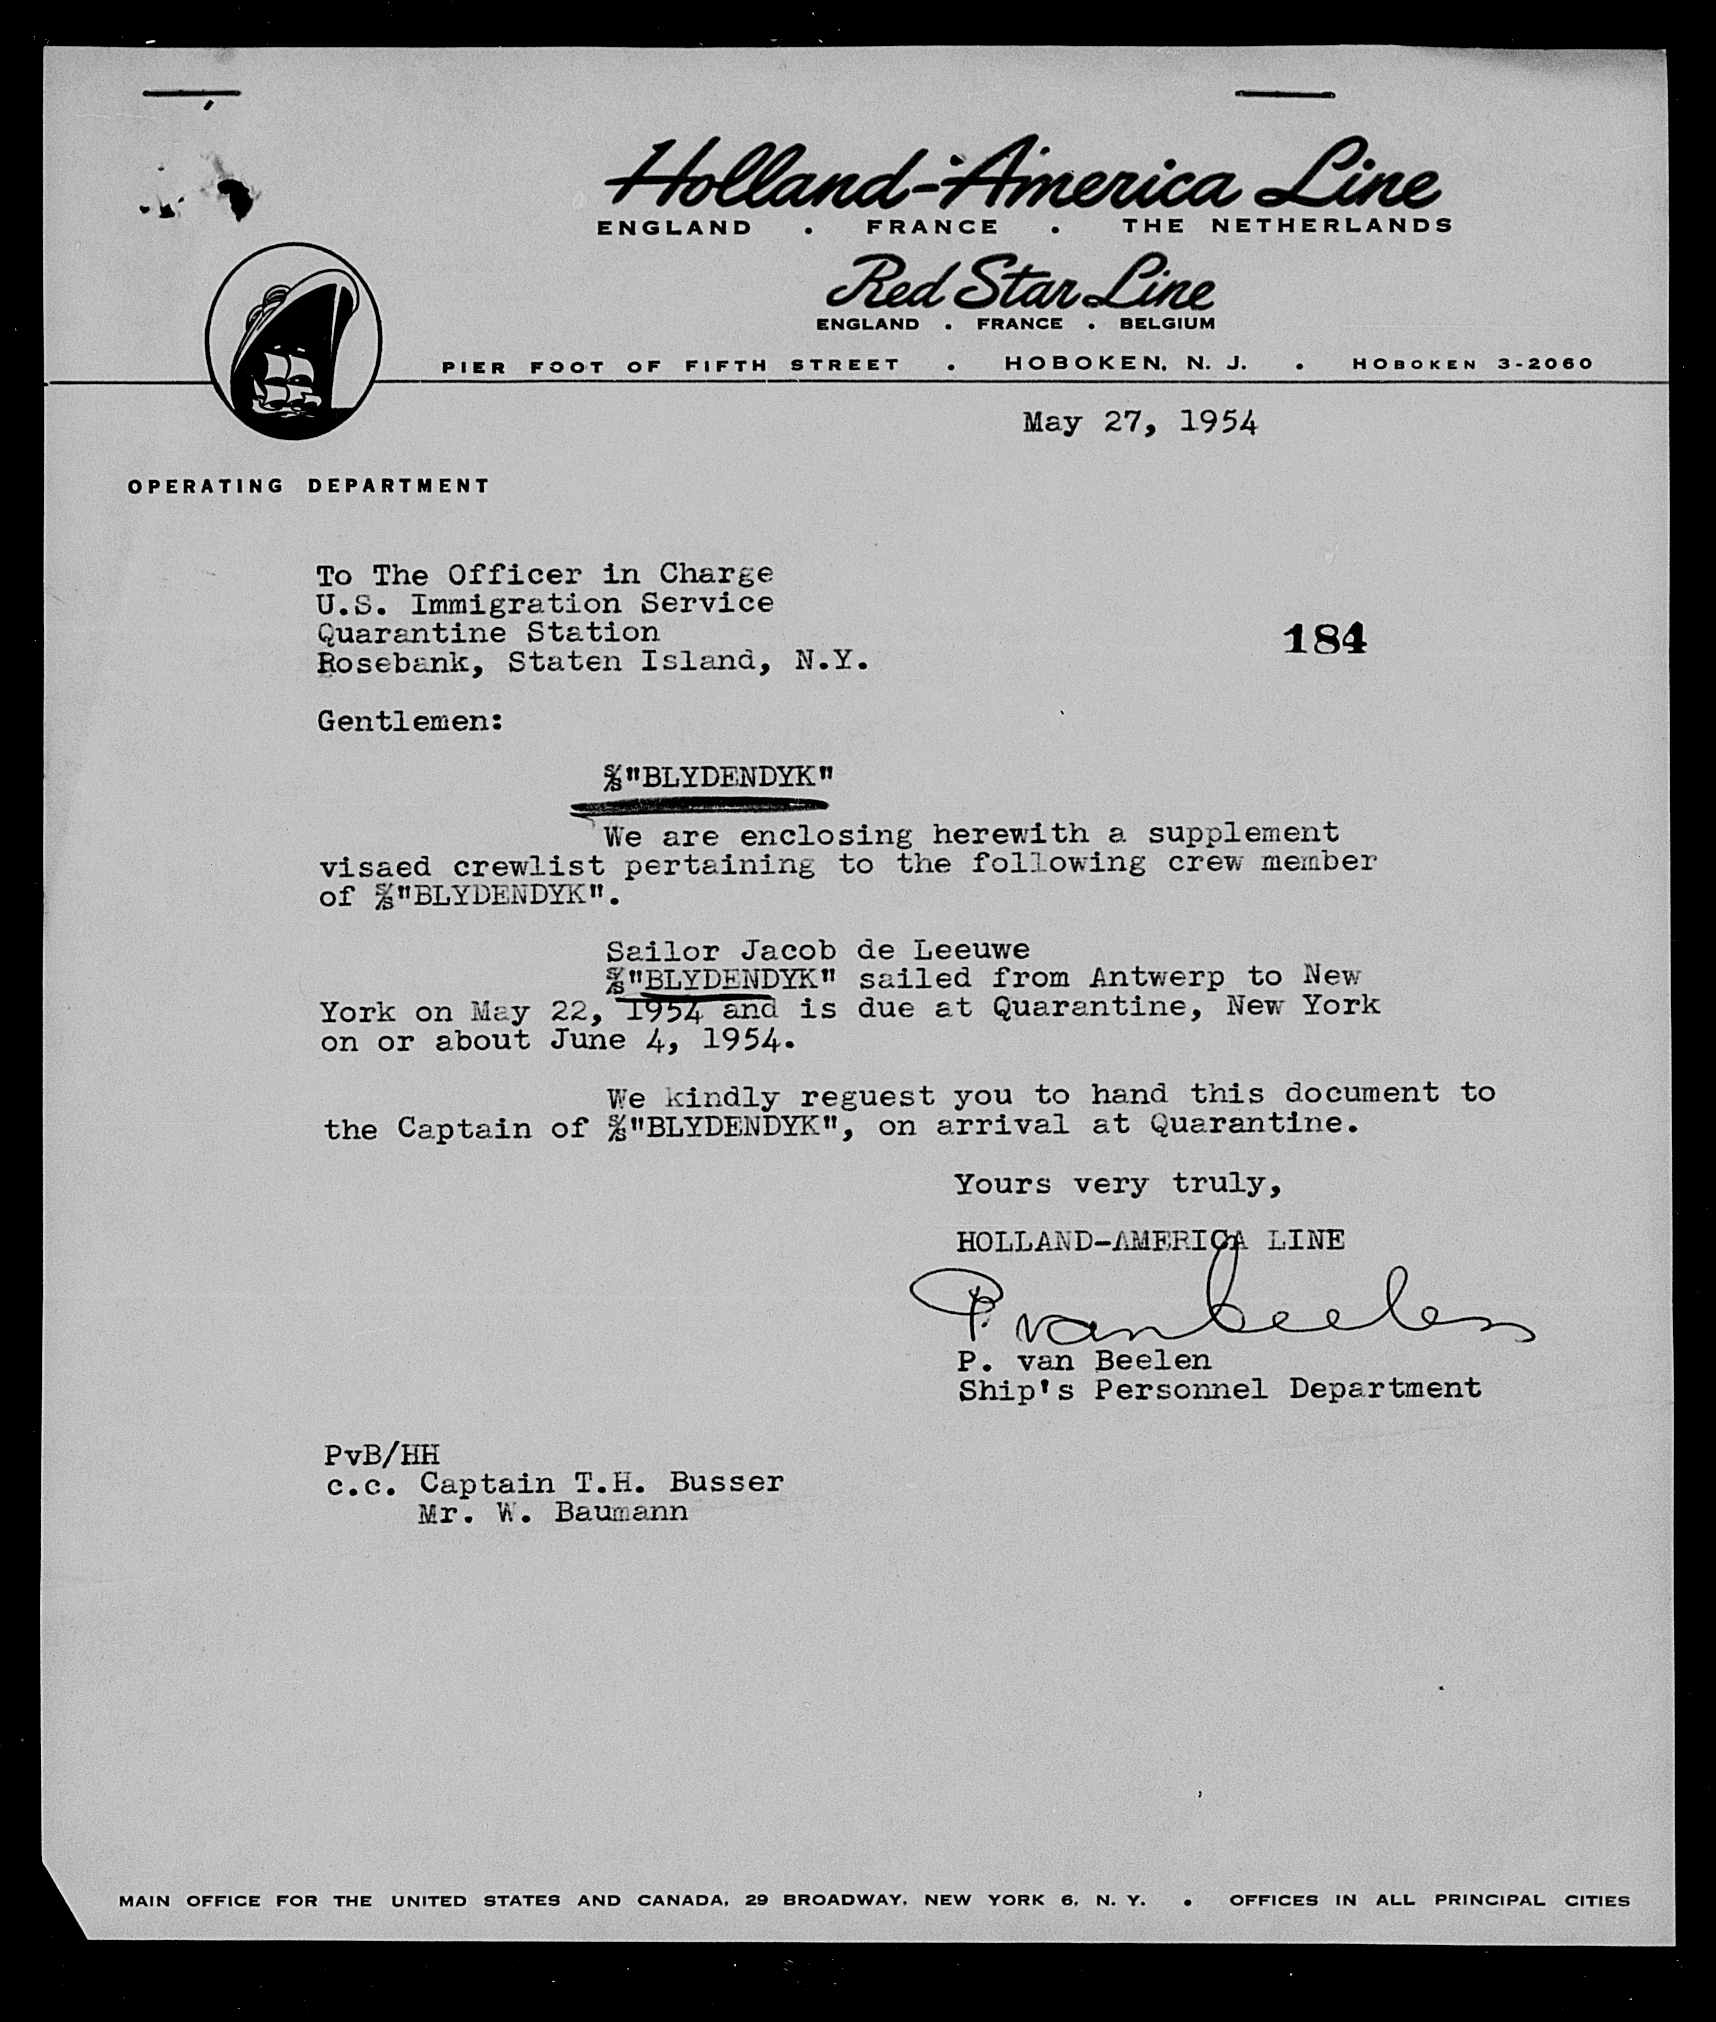 Holland-America Line
ENGLAND . FRANCE . THE NETHERLANDS
Red Star Line
ENGLAND . FRANCE . BELGIUM
PIER FOOT OF FIFTH STREET . HOBOKEN, N. J. . HOBOKEN 3-2060
May 27, 1954
OPERATING DEPARTMENT
To The Officer in Charge
U.S. Immigration Service
Quarantine Station
184
Rosebank, Staten Island, N.Y.
Gentlemen:
S/S"BLYDENDYK"
We are enclosing herewith a supplement
visaed crewlist pertaining to the following crew member
of S/S"BLYDENDYK".
Sailor Jacob de Leeuwe
S/S"BLYDENDYK" sailed from Antwerp to New
York on May 22, 1954 and is due at Quarantine, New York
on or about June 4, 1954.
We kindly reguest you to hand this document to
the Captain of S/S"BLYDENDYK", on arrival at Quarantine.
Yours very truly,
HOLLAND-AMERICA LINE
P. van Beelen
P. van Beelen
Ship's Personnel Department
PvB/HH
c.c. Captain T.H. Busser
Mr. W. Baumann
MAIN OFFICE FOR THE UNITED STATES AND CANADA, 29 BROADWAY, NEW YORK 6, N. Y. . OFFICES IN ALL PRINCIPAL CITIES